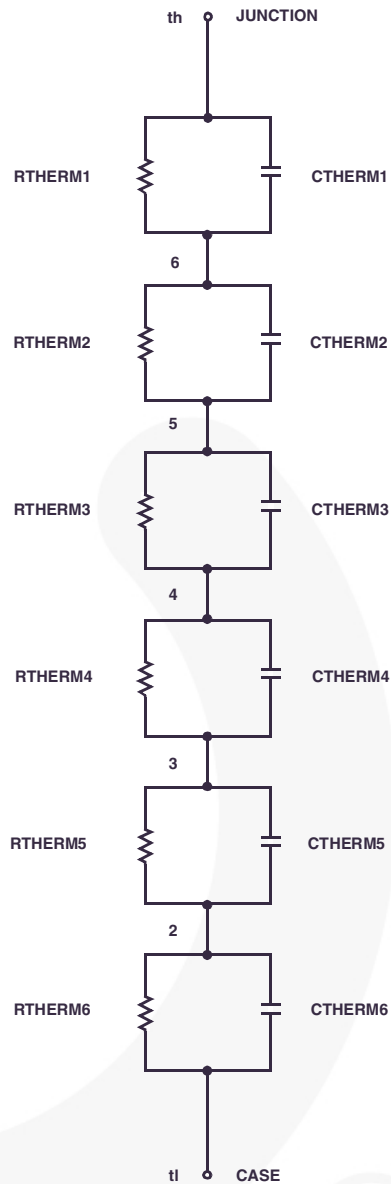 th JUNCTION
RTHERM1 CTHERM1
6
RTHERM2 CTHERM2
5
RTHERM3 CTHERM3
4
RTHERM4 CTHERM4
3
RTHERM5 CTHERM5
2
RTHERM6 CTHERM6
tl CASE